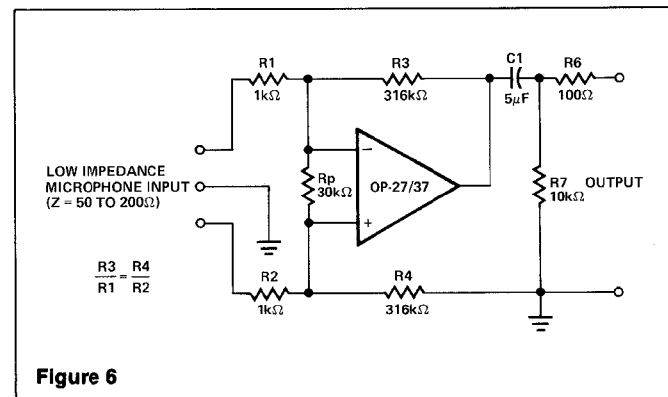 R1
1kΩ
R3
316kΩ
C1
5μF
R6
100Ω
LOW IMPEDANCE
MICROPHONE INPUT
(Z = 50 TO 200Ω)
Rp
30kΩ
−
+
OP-27/37
R7
10kΩ
OUTPUT
R3/R1 = R4/R2
R2
1kΩ
R4
316kΩ
Figure 6